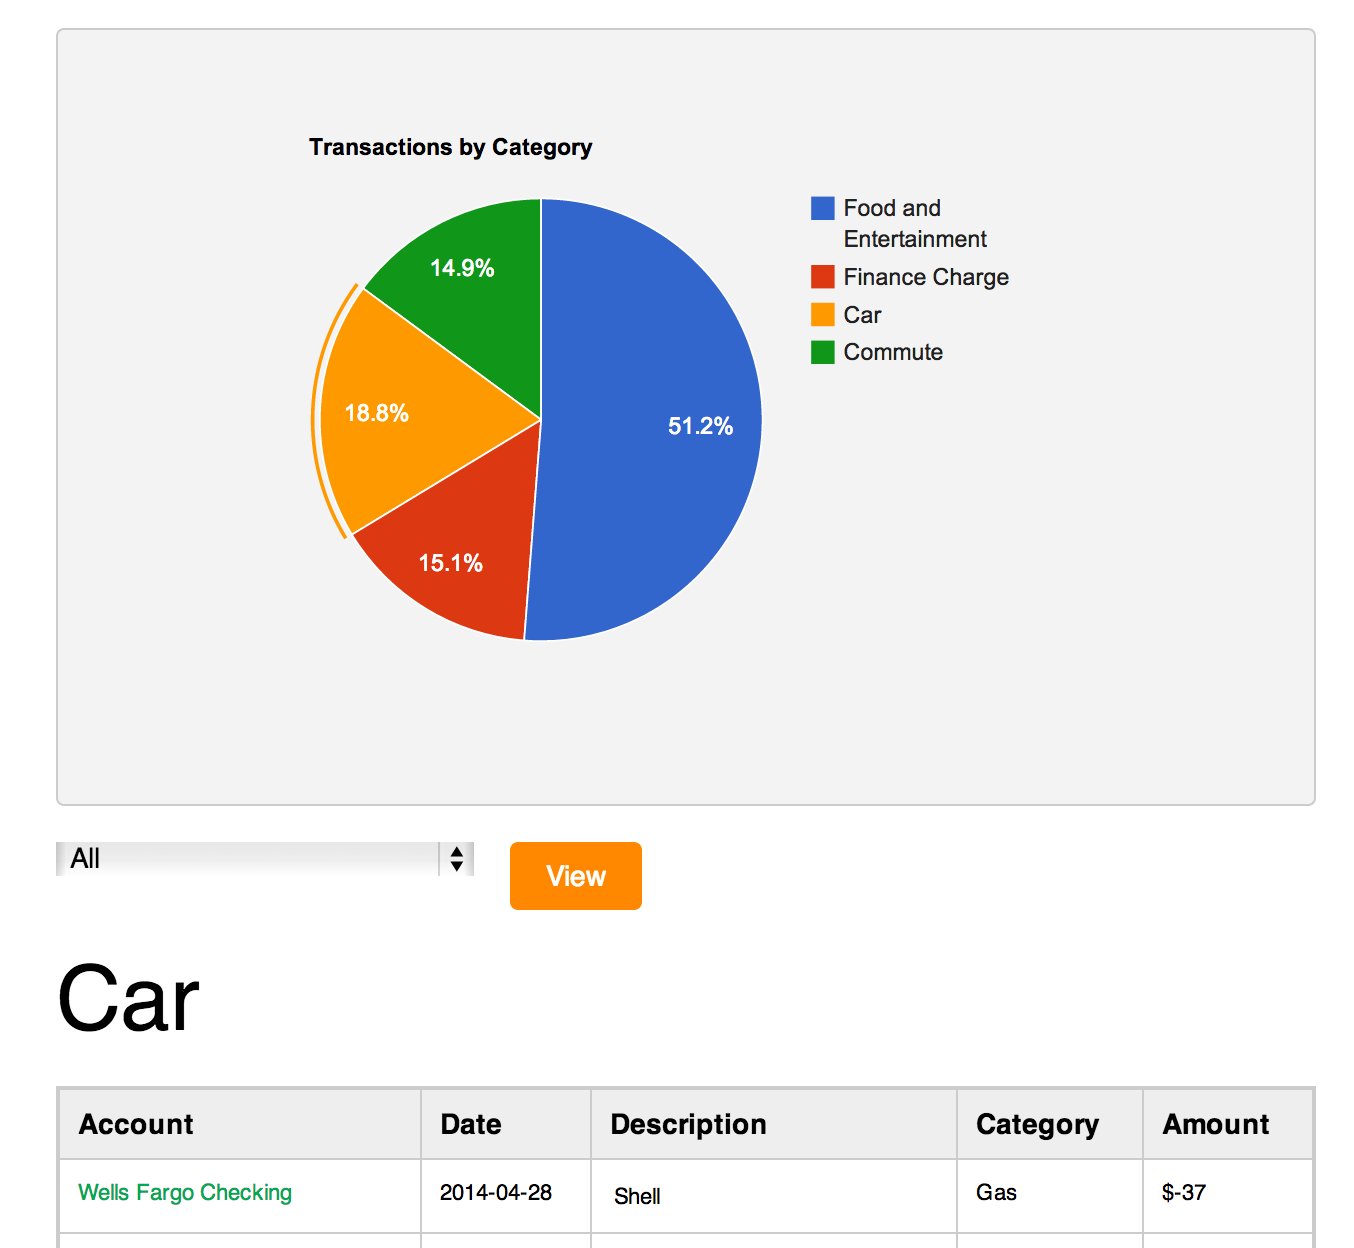 Transactions by Category
Food and
Entertainment
Finance Charge
Car
Commute
14.9%
18.8%
51.2%
15.1%
All
View
Car
Account Date Description Category Amount
Wells Fargo Checking 2014-04-28 Shell Gas $-37